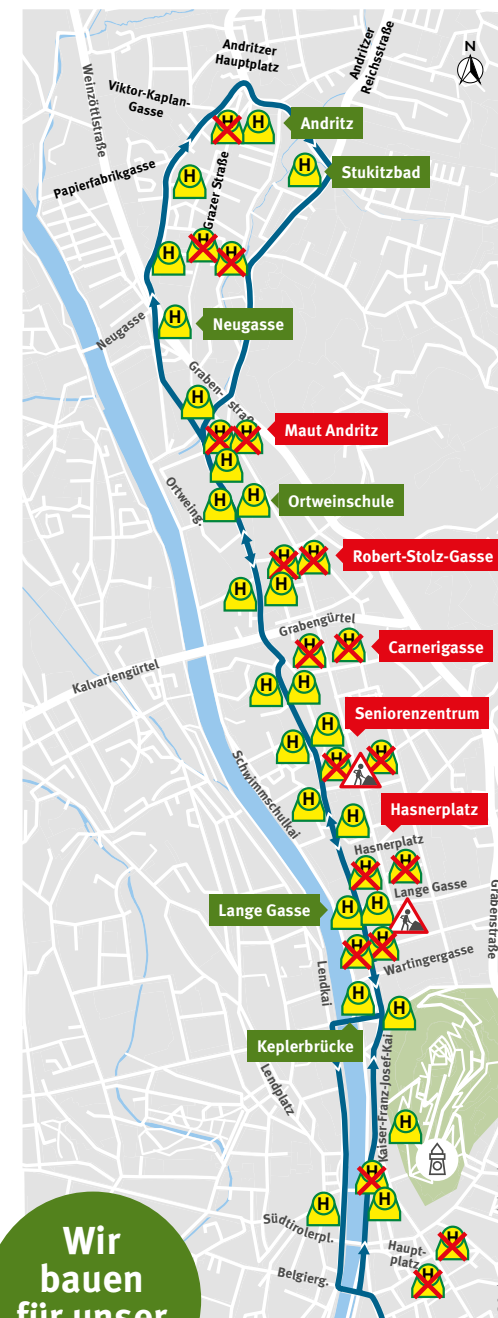 Andritzer
Hauptplatz
Andritzer
Reichsstraße
N
Weinzöttlstraße
Viktor-Kaplan-
Gasse
H
H
Andritz
Papierfabrikgasse
H
Grazer Straße
H
Stukitzbad
H
H
H
Neugasse
H
Neugasse
Graben-
straße
H
H
H
Maut Andritz
H
Ortweing.
H
H
Ortweinschule
H
H
Robert-Stolz-Gasse
H
H
Grabengürtel
H
H
Carnerigasse
Kalvariengürtel
H
H
Seniorenzentrum
H
H
H
H
Schwimmschulkai
H
H
Hasnerplatz
Hasnerplatz
H
H
Lange Gasse
Grabenstraße
Lange Gasse
H
H
H
H
Wartingergasse
Lendkai
H
H
Keplerbrücke
Lendplatz
Kaiser-Franz-Josef-Kai
H
H
H
H
Südtirolerpl.
Haupt-
platz
H
H
Belgierg.
Wir
bauen
für unser